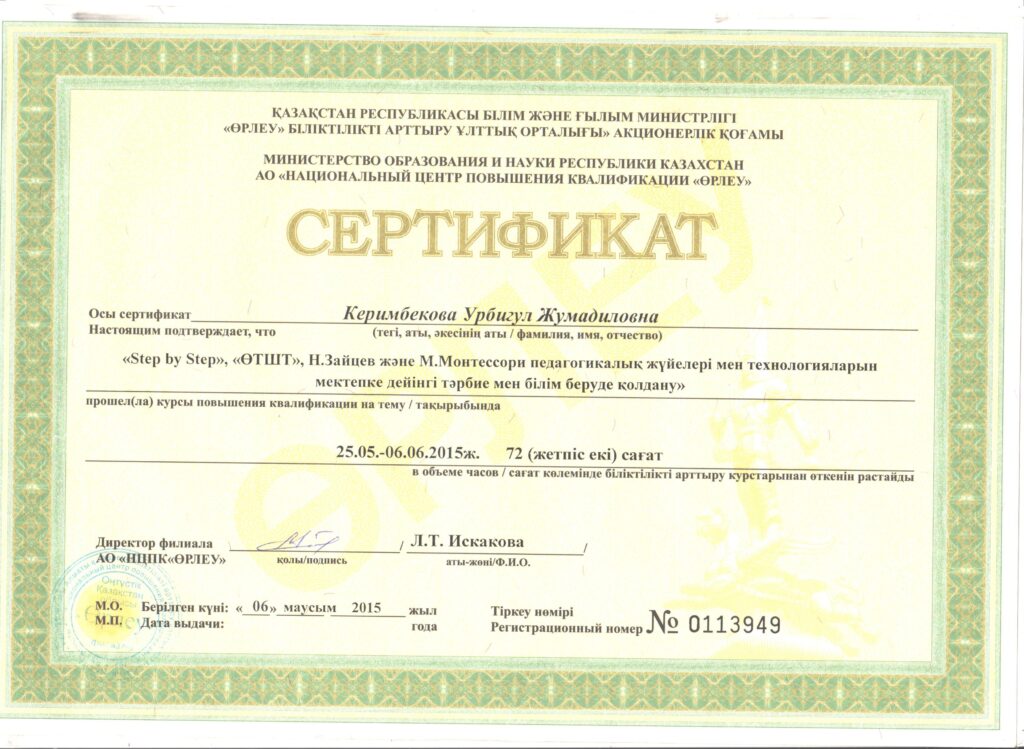 ҚАЗАҚСТАН РЕСПУБЛИКАСЫ БІЛІМ ЖӘНЕ ҒЫЛЫМ МИНИСТРЛІГІ
«ӨРЛЕУ» БІЛІКТІЛІКТІ АРТТЫРУ ҰЛТТЫҚ ОРТАЛЫҒЫ» АКЦИОНЕРЛІК ҚОҒАМЫ
МИНИСТЕРСТВО ОБРАЗОВАНИЯ И НАУКИ РЕСПУБЛИКИ КАЗАХСТАН
АО «НАЦИОНАЛЬНЫЙ ЦЕНТР ПОВЫШЕНИЯ КВАЛИФИКАЦИИ «ӨРЛЕУ»
СЕРТИФИКАТ
Осы сертификат Керимбекова Урбигул Жумадиловна
Настоящим подтверждает, что (тегі, аты, әкесінің аты / фамилия, имя, отчество)
«Step by Step», «ӨТШТ», Н.Зайцев және М.Монтессори педагогикалық жүйелері мен технологияларын
мектепке дейінгі тәрбие мен білім беруде қолдану»
прошел(ла) курсы повышения квалификации на тему / тақырыбында
25.05.-06.06.2015ж. 72 (жетпіс екі) сағат
в объеме часов / сағат көлемінде біліктілікті арттыру курстарынан өткенін растайды
Директор филиала / Л.Т. Искакова /
АО «НЦПК«ӨРЛЕУ» қолы/подпись аты-жөні/Ф.И.О.
М.О. Берілген күні: «06» маусым 2015 жыл Тіркеу нөмірі
М.П. Дата выдачи: года Регистрационный номер № 0113949
ӨРЛЕУ
Оңтүстік
Қазақстан